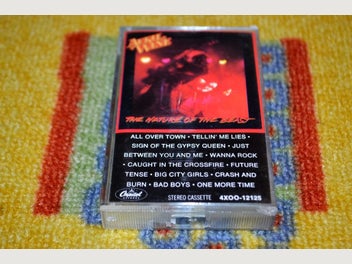 APRIL WINE
THE NATURE OF THE BEAST
ALL OVER TOWN • TELLIN' ME LIES •
SIGN OF THE GYPSY QUEEN • JUST
BETWEEN YOU AND ME • WANNA ROCK
• CAUGHT IN THE CROSSFIRE • FUTURE
TENSE • BIG CITY GIRLS • CRASH AND
BURN • BAD BOYS • ONE MORE TIME
Capitol
STEREO CASSETTE 4XOO-12125